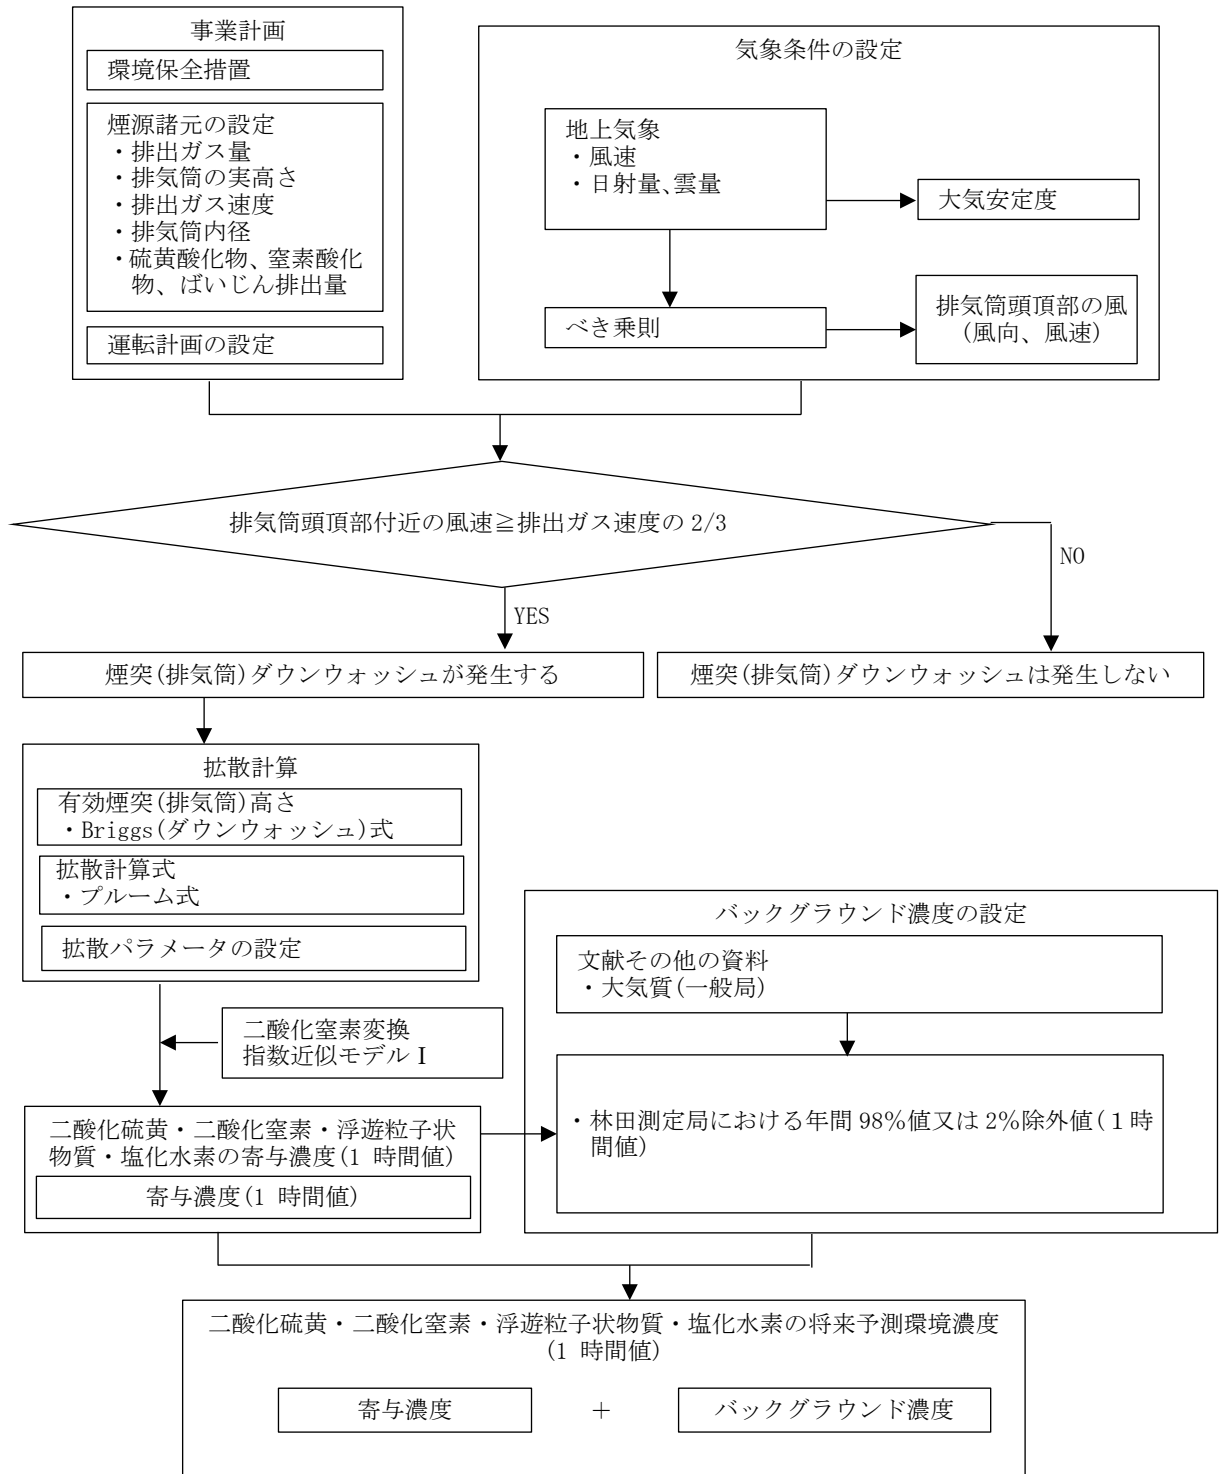 事業計画
環境保全措置
煙源諸元の設定
・排出ガス量
・排気筒の実高さ
・排出ガス速度
・排気筒内径
・硫黄酸化物、窒素酸化
物、ばいじん排出量
運転計画の設定
気象条件の設定
地上気象
・風速
・日射量、雲量
大気安定度
べき乗則
排気筒頭頂部の風
(風向、風速)
排気筒頭頂部付近の風速≧排出ガス速度の 2/3
NO
YES
煙突(排気筒)ダウンウォッシュが発生する
煙突(排気筒)ダウンウォッシュは発生しない
拡散計算
有効煙突(排気筒)高さ
・Briggs(ダウンウォッシュ)式
拡散計算式
・プルーム式
拡散パラメータの設定
二酸化窒素変換
指数近似モデルⅠ
二酸化硫黄・二酸化窒素・浮遊粒子状
物質・塩化水素の寄与濃度(1 時間値)
寄与濃度(1 時間値)
バックグラウンド濃度の設定
文献その他の資料
・大気質(一般局)
・林田測定局における年間 98%値又は 2%除外値(１時
間値)
二酸化硫黄・二酸化窒素・浮遊粒子状物質・塩化水素の将来予測環境濃度
(1 時間値)
寄与濃度 + バックグラウンド濃度